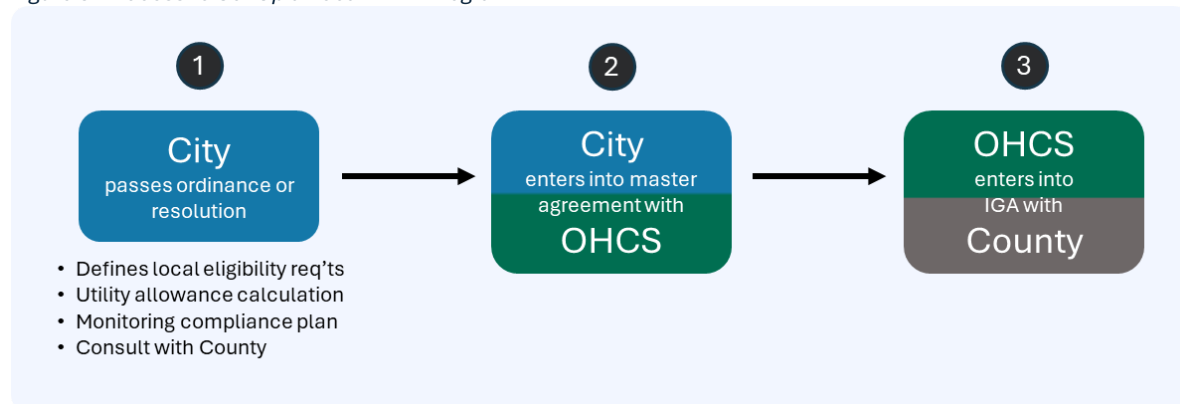 1
City
passes ordinance or
resolution
• Defines local eligibility req'ts
• Utility allowance calculation
• Monitoring compliance plan
• Consult with County
2
City
enters into master
agreement with
OHCS
3
OHCS
enters into
IGA with
County